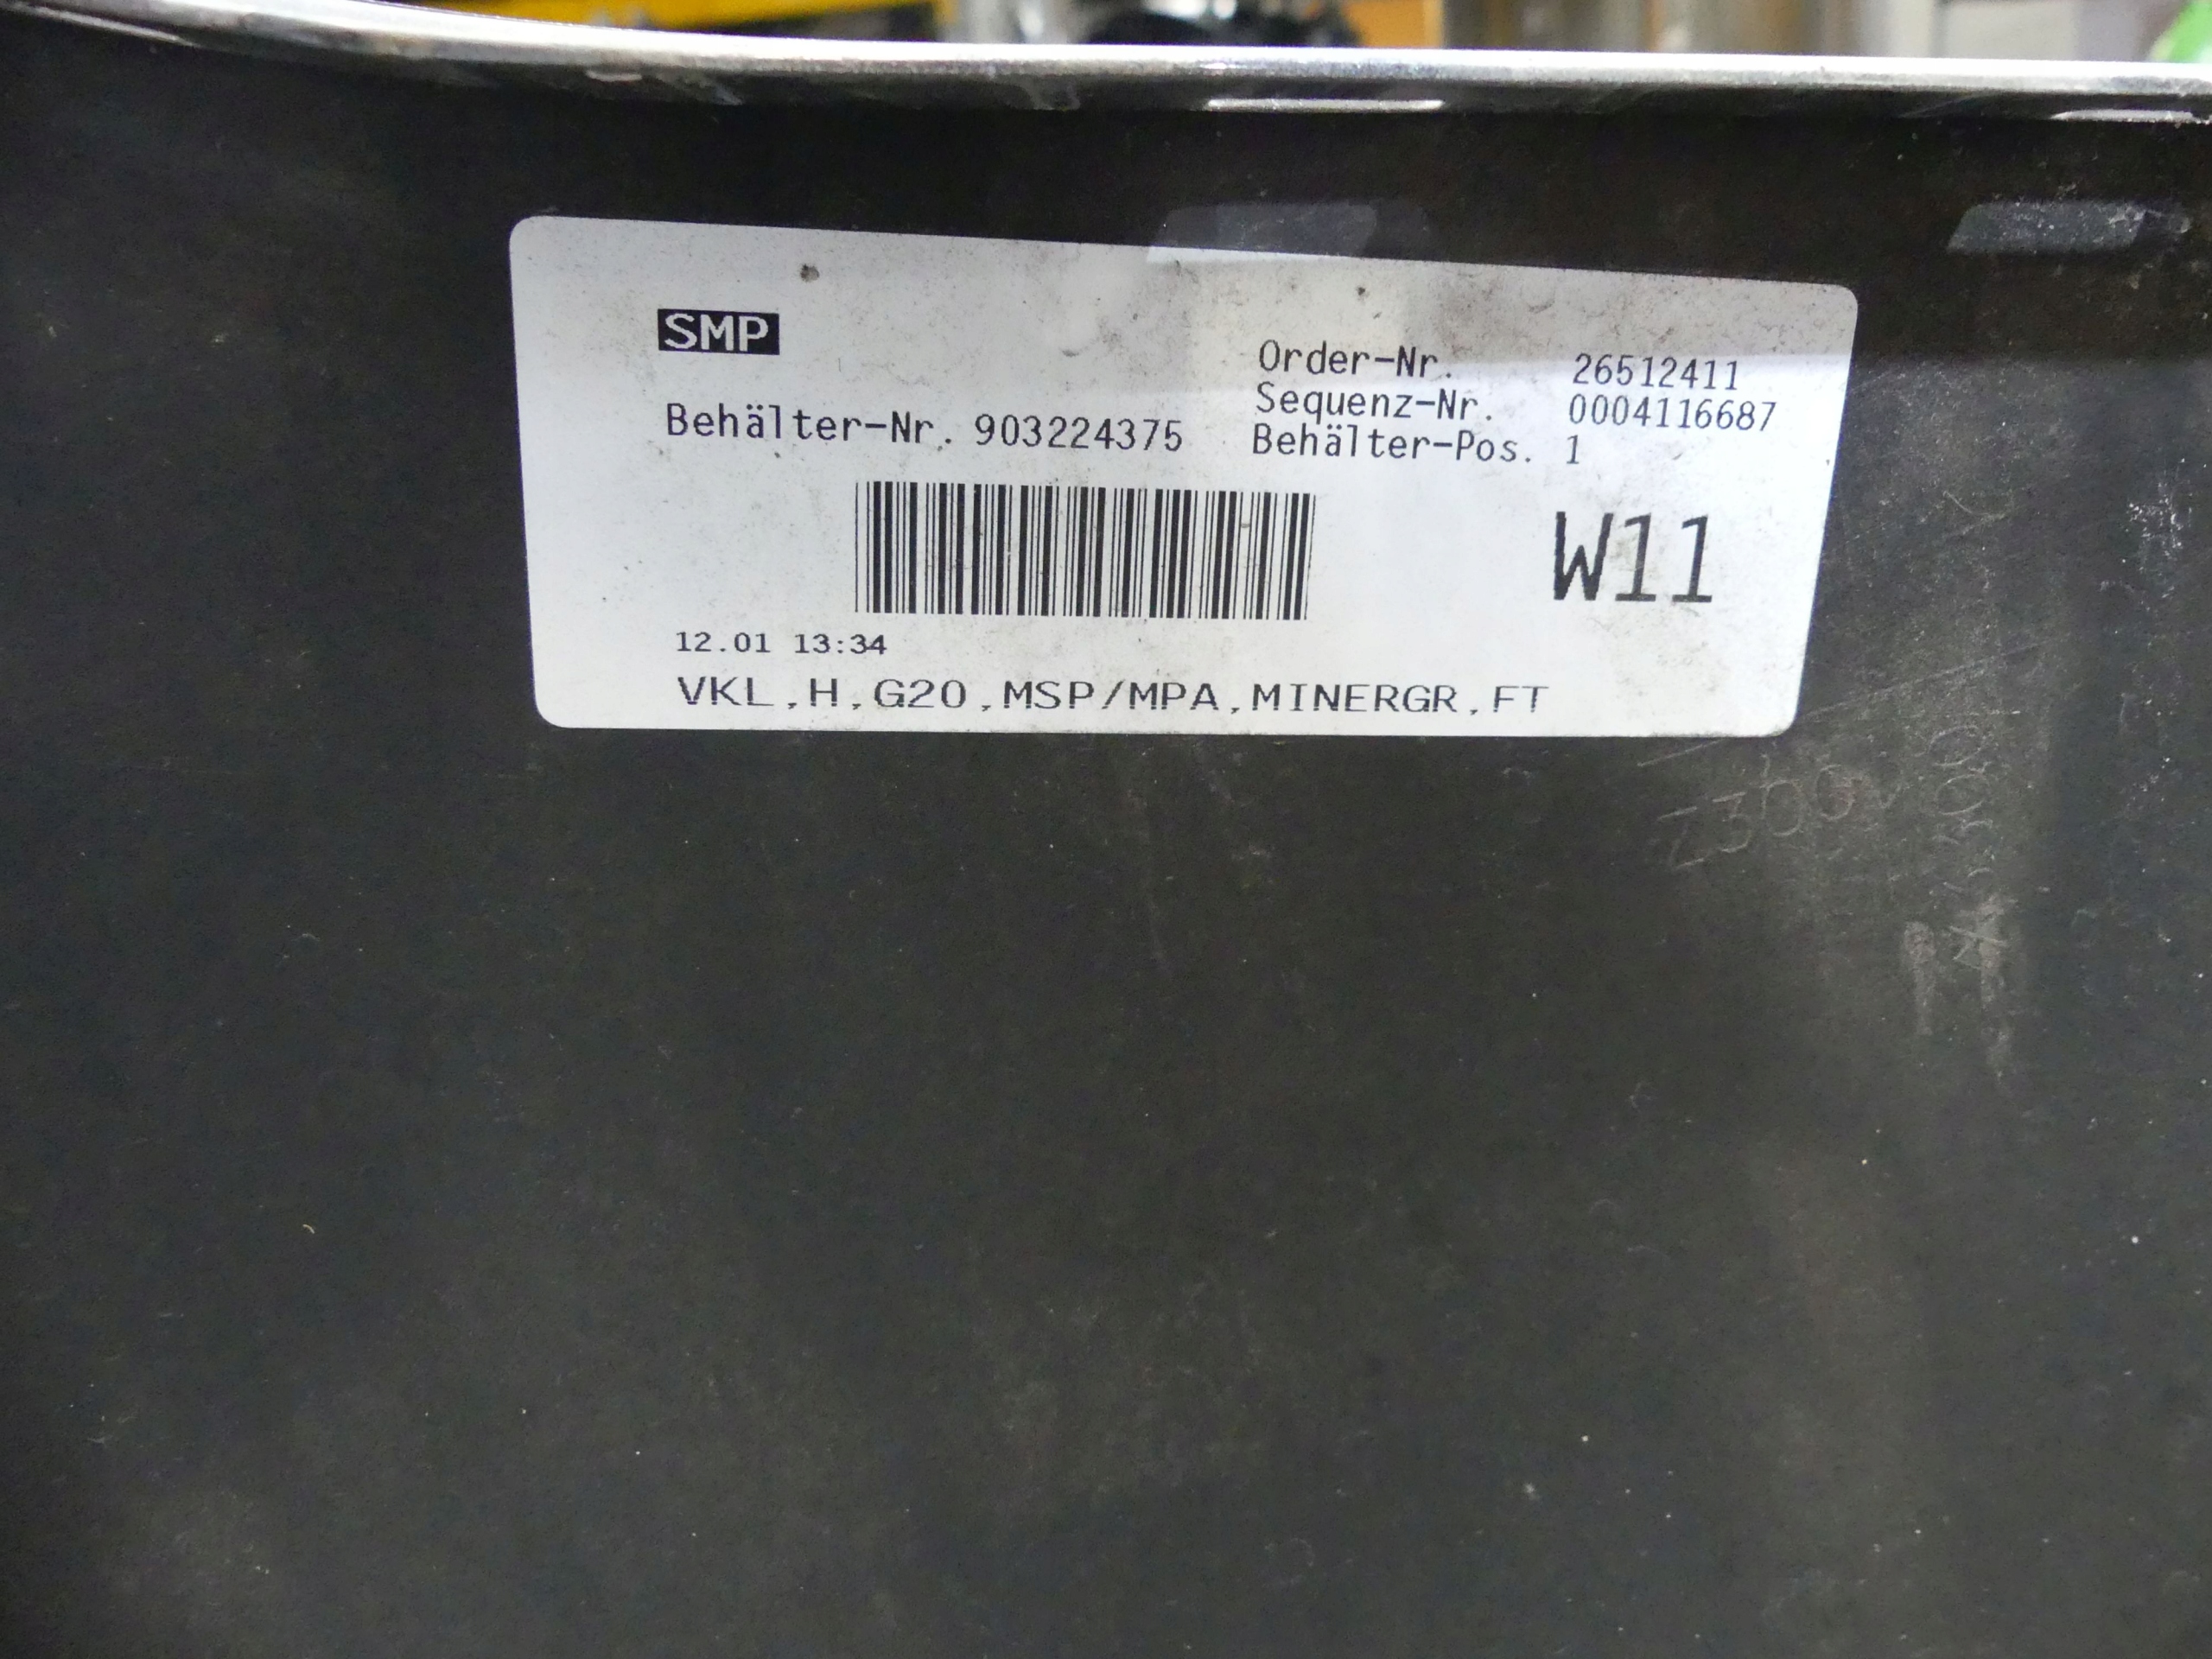 SMP
Order-Nr. 26512411
Sequenz-Nr. 0004116687
Behälter-Nr. 903224375 Behälter-Pos. 1
W11
12.01 13:34
VKL,H,G20,MSP/MPA,MINERGR,FT